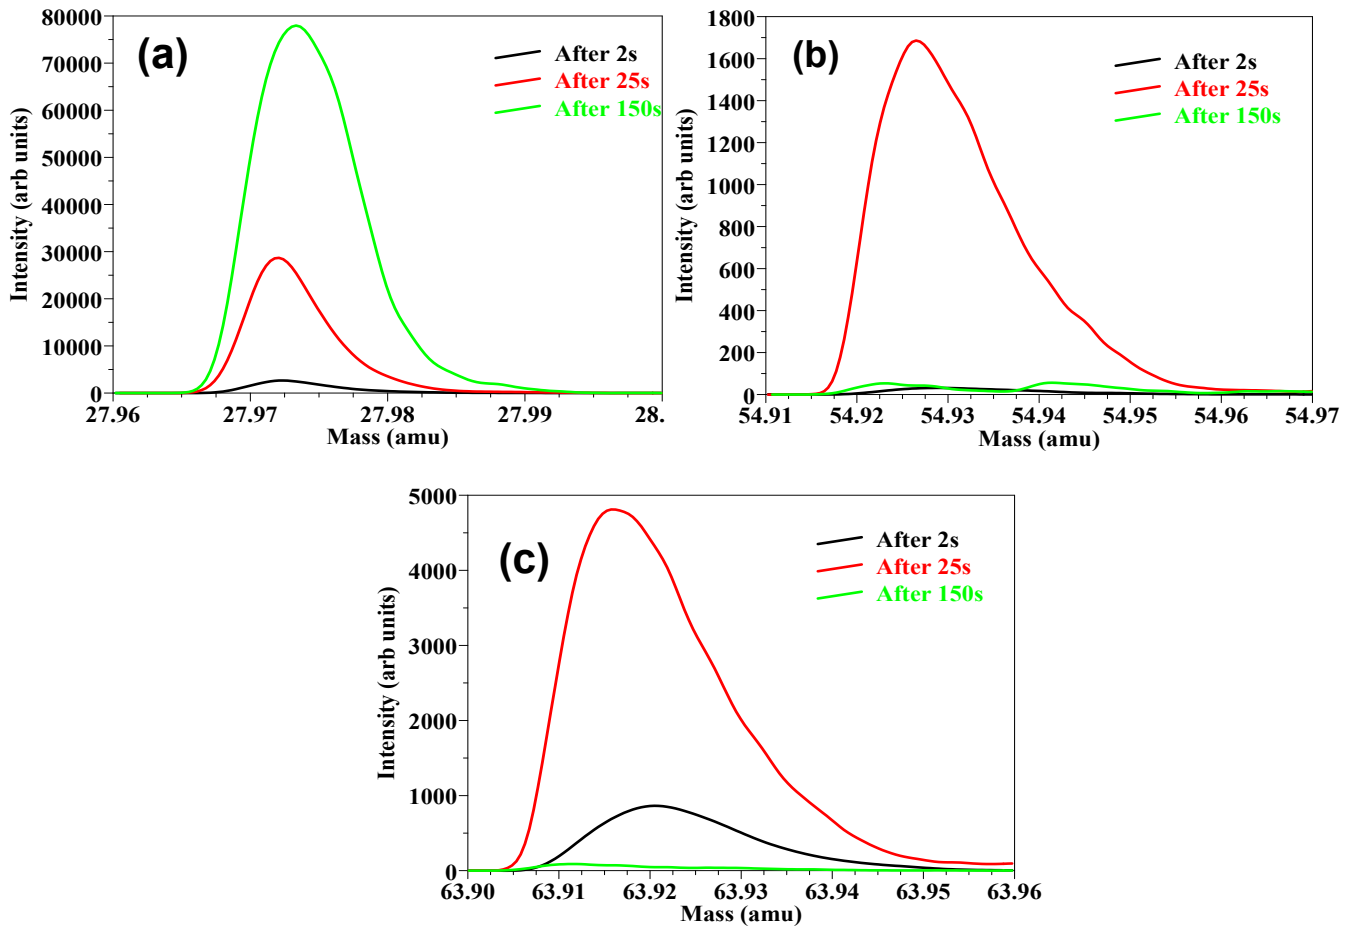 (a)
After 2s
After 25s
After 150s
Intensity (arb units)
80000
70000
60000
50000
40000
30000
20000
10000
0
27.96
27.97
27.98
27.99
28.
Mass (amu)
(b)
After 2s
After 25s
After 150s
Intensity (arb units)
1800
1600
1400
1200
1000
800
600
400
200
0
54.91
54.92
54.93
54.94
54.95
54.96
54.97
Mass (amu)
(c)
After 2s
After 25s
After 150s
Intensity (arb units)
5000
4000
3000
2000
1000
0
63.90
63.91
63.92
63.93
63.94
63.95
63.96
Mass (amu)